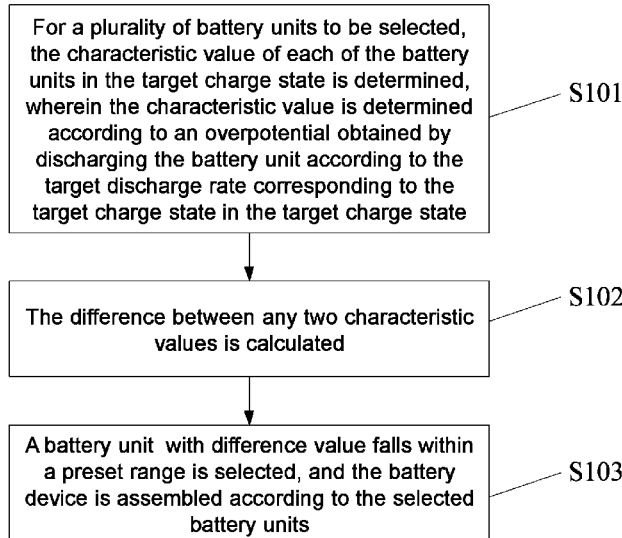 For a plurality of battery units to be selected,
the characteristic value of each of the battery
units in the target charge state is determined,
wherein the characteristic value is determined
according to an overpotential obtained by
discharging the battery unit according to the
target discharge rate corresponding to the
target charge state in the target charge state
S101
The difference between any two characteristic
values is calculated
S102
A battery unit with difference value falls within
a preset range is selected, and the battery
device is assembled according to the selected
battery units
S103